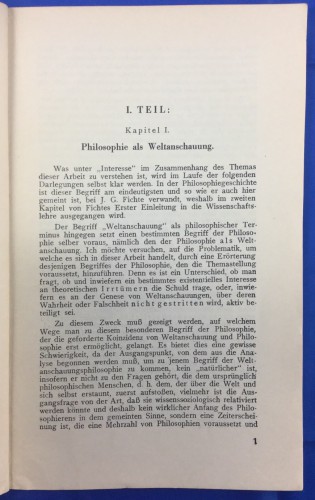 I. TEIL:
Kapitel I.
Philosophie als Weltanschauung.
Was unter „Interesse" im Zusammenhang des Themas
dieser Arbeit zu verstehen ist, wird im Laufe der folgenden
Darlegungen selbst klar werden. In der Philosophiegeschichte
ist dieser Begriff am eindeutigsten und so wie er auch hier
gemeint ist, bei J. G. Fichte verwandt, weshalb im zweiten
Kapitel von Fichtes Erster Einleitung in die Wissenschafts-
lehre ausgegangen wird.
Der Begriff „Weltanschauung" als philosophischer Ter-
minus hingegen setzt einen bestimmten Begriff der Philoso-
phie selber voraus, nämlich den der Philosophie als Welt-
anschauung. Ich möchte versuchen, auf die Problematik, um
welche es sich in dieser Arbeit handelt, durch eine Erörterung
desjenigen Begriffes der Philosophie, den die Themastellung
voraussetzt, hinzuführen. Denn es ist ein Unterschied, ob man
fragt, ob und inwiefern ein bestimmtes existentielles Interesse
an theoretischen Irrtümern die Schuld trage, oder, inwie-
fern es an der Genese von Weltanschauungen, über deren
Wahrheit oder Falschheit nicht gestritten wird, aktiv be-
teiligt sei.
Zu diesem Zweck muß gezeigt werden, auf welchem
Wege man zu diesem besonderen Begriff der Philosophie,
der die geforderte Koinzidenz von Weltanschauung und Philo-
sophie erst ermöglicht, gelangt. Es bietet dies eine gewisse
Schwierigkeit, da der Ausgangspunkt, von dem aus die Ana-
lyse begonnen werden muß, um zu jenem Begriff der Welt-
anschauungsphilosophie zu kommen, kein „natürlicher" ist,
insofern er nicht zu den Fragen gehört, die dem ursprünglich
philosophischen Menschen, d. h. dem, der über die Welt und
sich selbst erstaunt, zuerst aufstoßen, vielmehr ist die Aus-
gangsfrage von der Art, daß sie wissenssoziologisch relativiert
werden könnte und deshalb kein wirklicher Anfang des Philo-
sophierens in dem gemeinten Sinne, sondern eine Zeiterschei-
nung ist, die eine Mehrzahl von Philosophien voraussetzt und
1